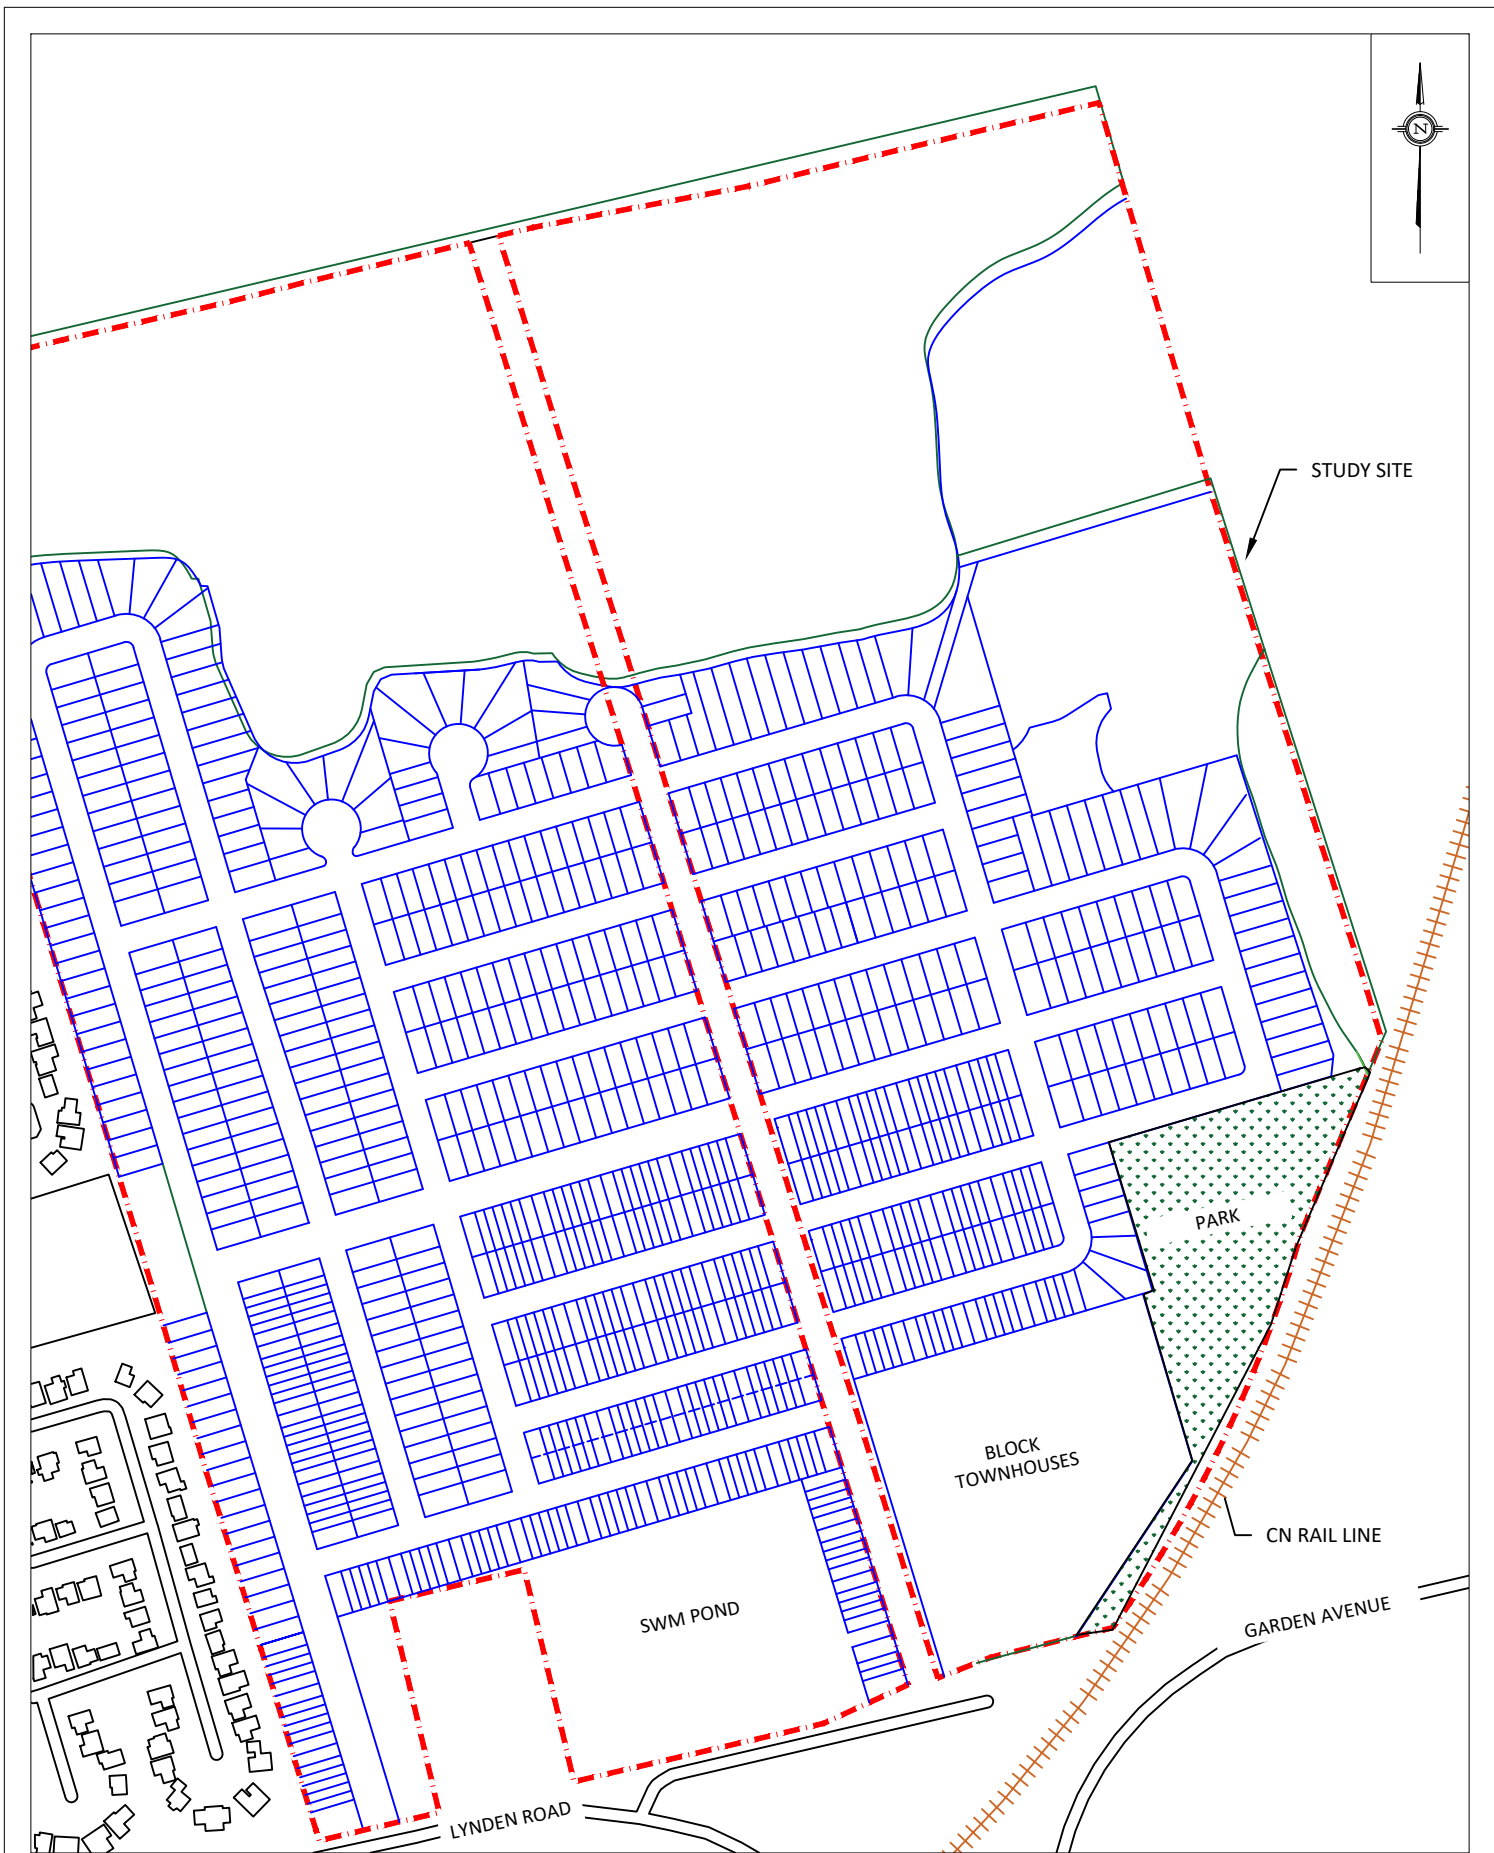 N
STUDY SITE
PARK
BLOCK
TOWNHOUSES
CN RAIL LINE
SWM POND
GARDEN AVENUE
LYNDEN ROAD